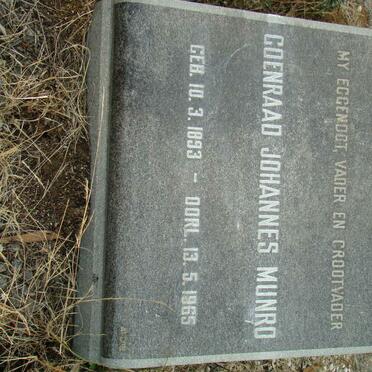 MY EGGENOOT, VADER EN GROOTVADER
COENRAAD JOHANNES MUNRO
GEB. 10. 3. 1893 - OORL. 13. 5. 1965